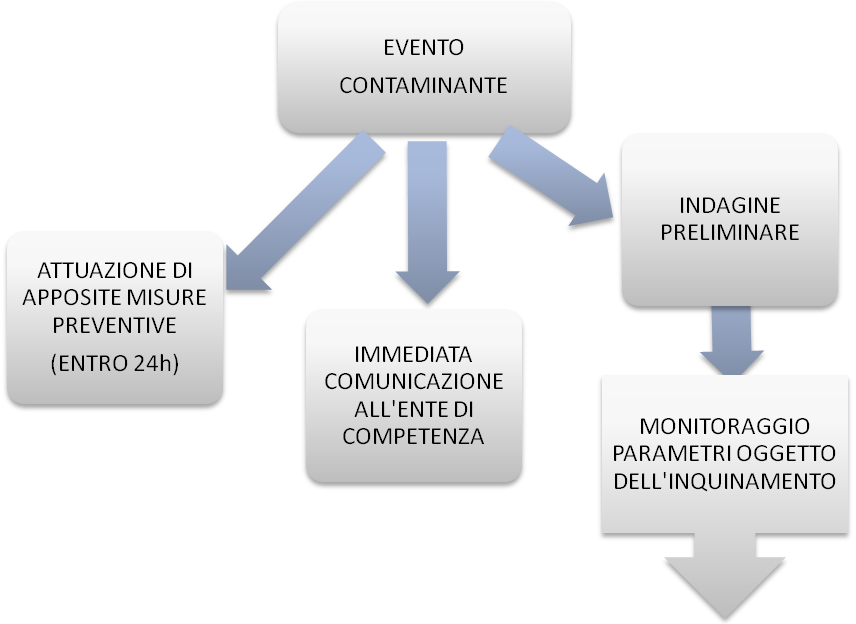 EVENTO
CONTAMINANTE
INDAGINE
PRELIMINARE
ATTUAZIONE DI
APPOSITE MISURE
PREVENTIVE
(ENTRO 24h)
IMMEDIATA
COMUNICAZIONE
ALL'ENTE DI
COMPETENZA
MONITORAGGIO
PARAMETRI OGGETTO
DELL'INQUINAMENTO